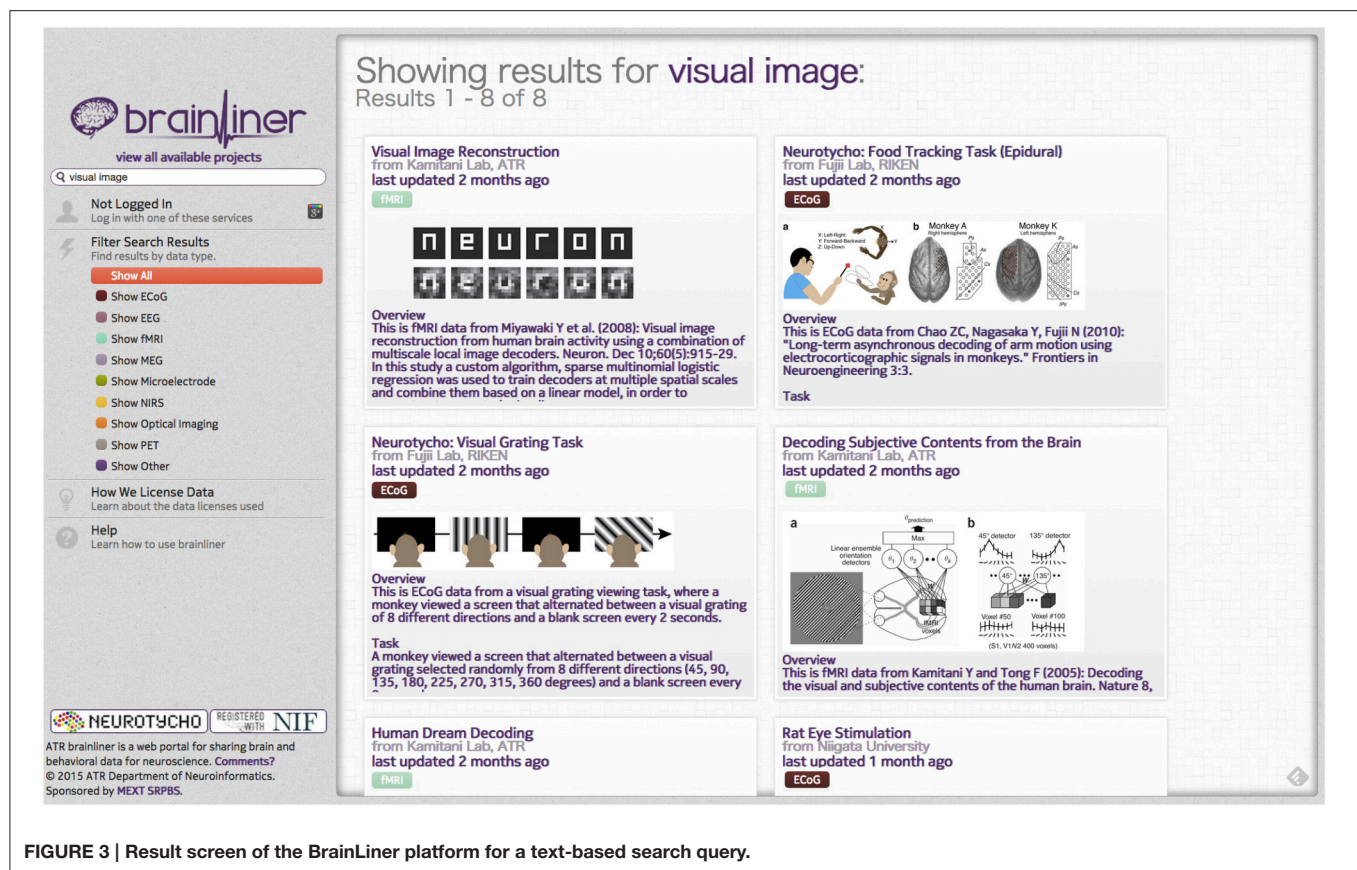 brainliner
view all available projects
visual image
Not Logged In
Log in with one of these services
Filter Search Results
Find results by data type.
Show All
Show ECoG
Show EEG
Show fMRI
Show MEG
Show Microelectrode
Show NIRS
Show Optical Imaging
Show PET
Show Other
How We License Data
Learn about the data licenses used
Help
Learn how to use brainliner
NEUROTYCHO
REGISTERED WITH NIF
ATR brainliner is a web portal for sharing brain and
behavioral data for neuroscience. Comments?
© 2015 ATR Department of Neuroinformatics.
Sponsored by MEXT SRPBS.
Showing results for visual image:
Results 1 - 8 of 8
Visual Image Reconstruction
from Kamitani Lab, ATR
last updated 2 months ago
fMRI
neuron
neuron
Overview
This is fMRI data from Miyawaki Y et al. (2008): Visual image
reconstruction from human brain activity using a combination of
multiscale local image decoders. Neuron. Dec 10;60(5):915-29.
In this study a custom algorithm, sparse multinomial logistic
regression was used to train decoders at multiple spatial scales
and combine them based on a linear model, in order to
Neurotycho: Food Tracking Task (Epidural)
from Fujii Lab, RIKEN
last updated 2 months ago
ECoG
a
X: Left-Right
Y: Forward-Backward
Z: Up-Down
X
Y
b
Monkey A
Right hemisphere
Ps
As
Cs
Monkey K
Left hemisphere
Ps
As
Cs
IPs
Overview
This is ECoG data from Chao ZC, Nagasaka Y, Fujii N (2010):
"Long-term asynchronous decoding of arm motion using
electrocorticographic signals in monkeys." Frontiers in
Neuroengineering 3:3.
Task
Neurotycho: Visual Grating Task
from Fujii Lab, RIKEN
last updated 2 months ago
ECoG
Overview
This is ECoG data from a visual grating viewing task, where a
monkey viewed a screen that alternated between a visual grating
of 8 different directions and a blank screen every 2 seconds.
Task
A monkey viewed a screen that alternated between a visual
grating selected randomly from 8 different directions (45, 90,
135, 180, 225, 270, 315, 360 degrees) and a blank screen every
Decoding Subjective Contents from the Brain
from Kamitani Lab, ATR
last updated 2 months ago
fMRI
a
θprediction
Max
Linear ensemble
orientation
detectors
θ1 θ2 •• θ8
W
fMRI
voxels
b
45° detector 135° detector
•• 45° •• 135° ••
W
Voxel #50 Voxel #100
(S1, V1/V2 400 voxels)
Overview
This is fMRI data from Kamitani Y and Tong F (2005): Decoding
the visual and subjective contents of the human brain. Nature 8,
Human Dream Decoding
from Kamitani Lab, ATR
last updated 2 months ago
fMRI
Rat Eye Stimulation
from Niigata University
last updated 1 month ago
ECoG
FIGURE 3 | Result screen of the BrainLiner platform for a text-based search query.